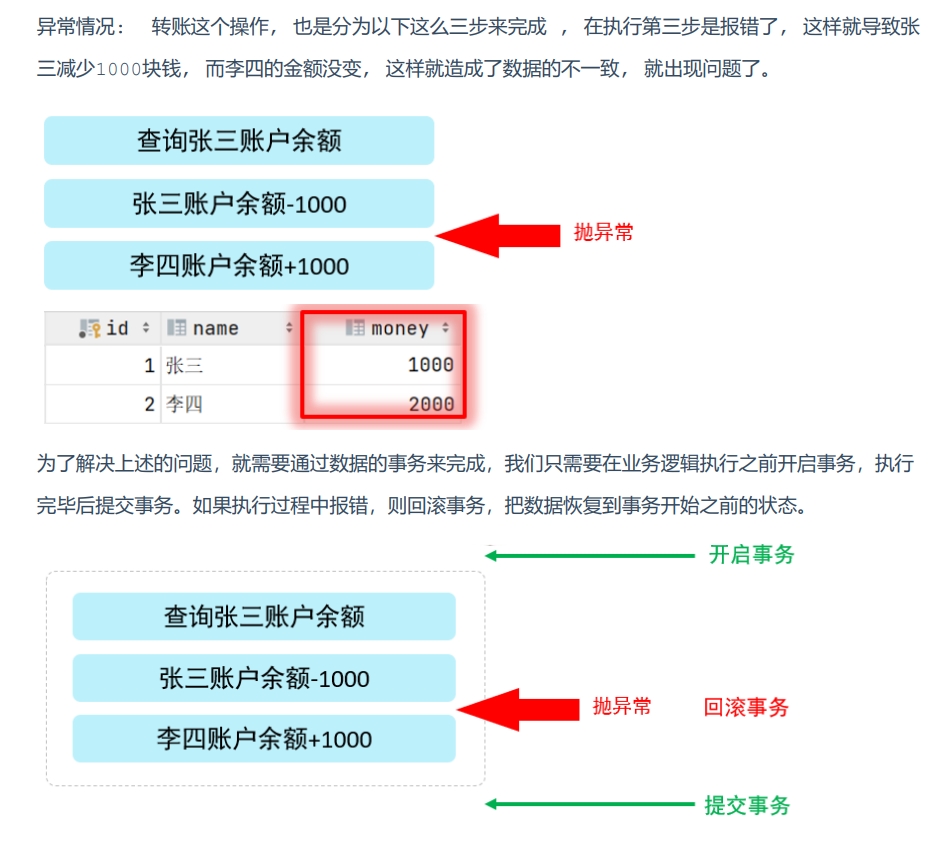 异常情况： 转账这个操作， 也是分为以下这么三步来完成 ， 在执行第三步是报错了， 这样就导致张
三减少1000块钱， 而李四的金额没变， 这样就造成了数据的不一致， 就出现问题了。
查询张三账户余额
张三账户余额-1000
抛异常
李四账户余额+1000
id name money
1 张三 1000
2 李四 2000
为了解决上述的问题，就需要通过数据的事务来完成，我们只需要在业务逻辑执行之前开启事务，执行
完毕后提交事务。如果执行过程中报错，则回滚事务，把数据恢复到事务开始之前的状态。
开启事务
查询张三账户余额
张三账户余额-1000
抛异常 回滚事务
李四账户余额+1000
提交事务